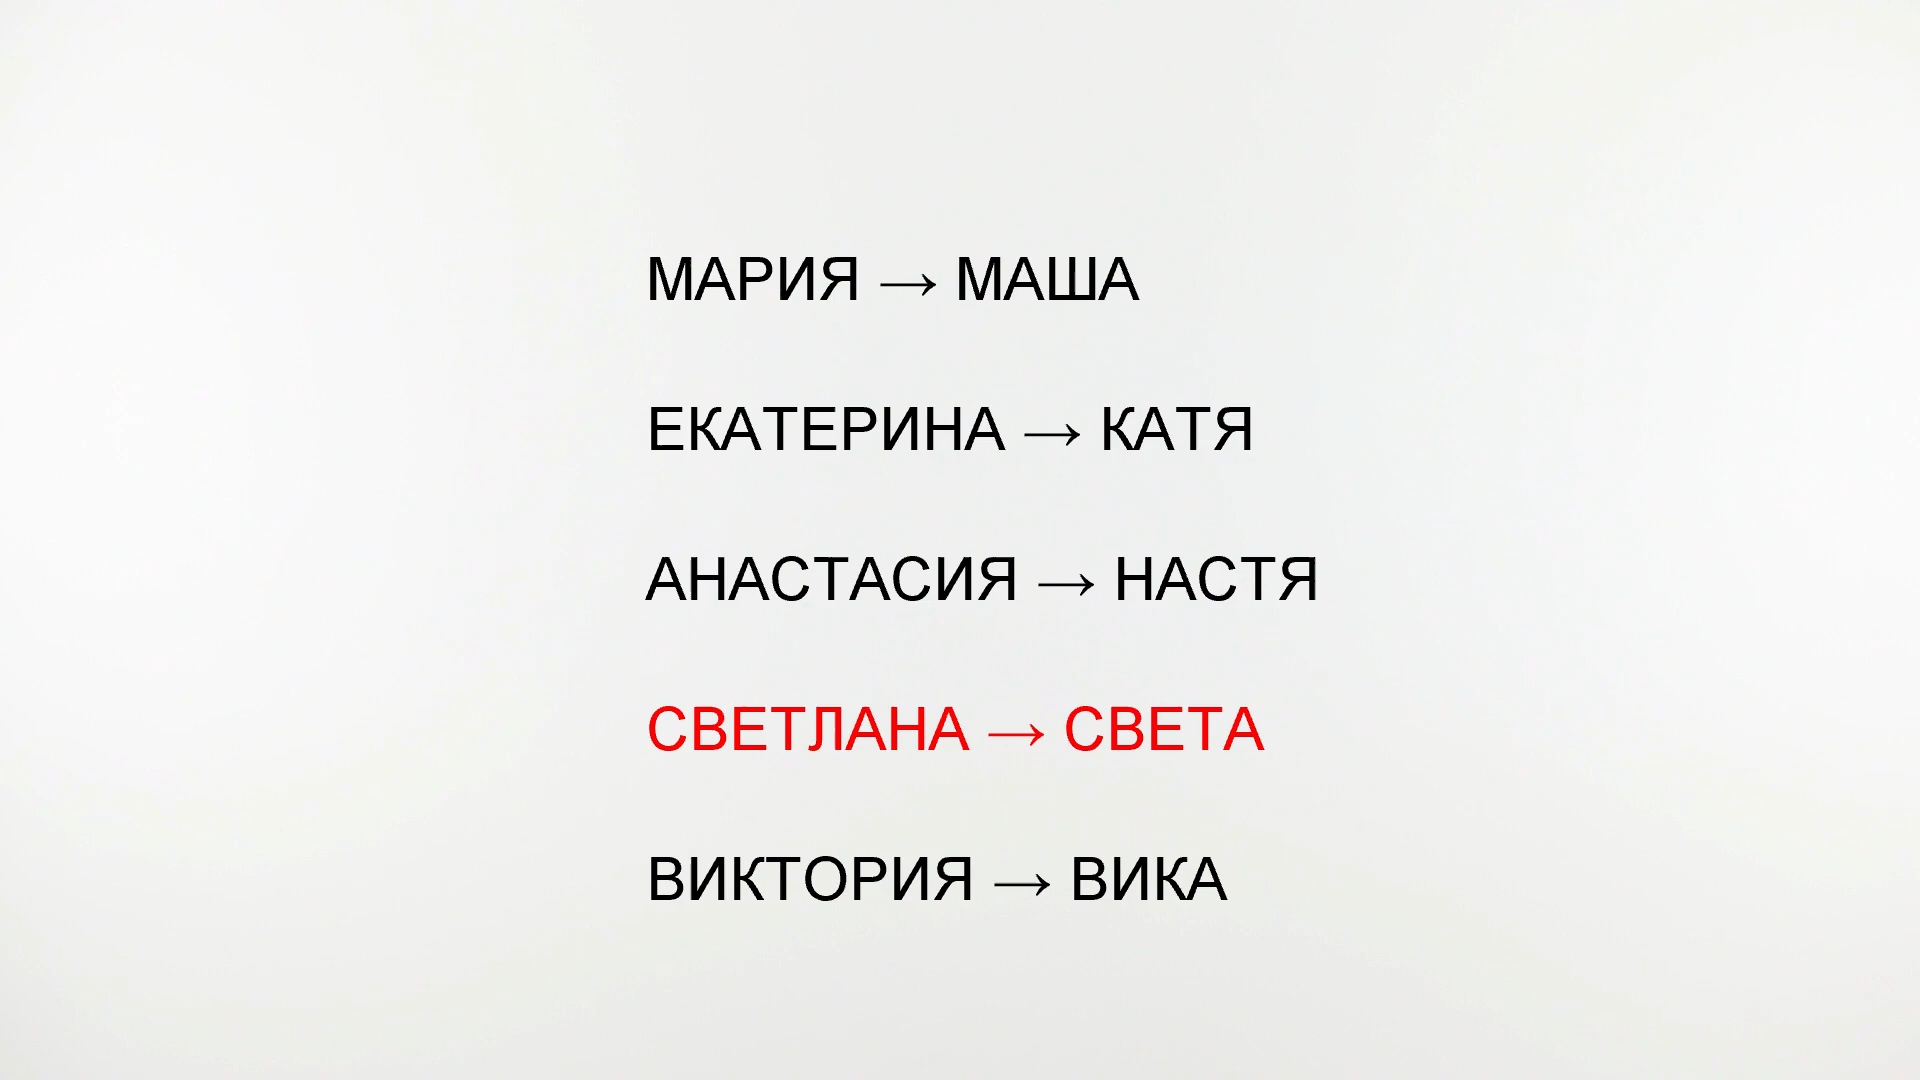 МАРИЯ → МАША
ЕКАТЕРИНА → КАТЯ
АНАСТАСИЯ → НАСТЯ
СВЕТЛАНА → СВЕТА
ВИКТОРИЯ → ВИКА